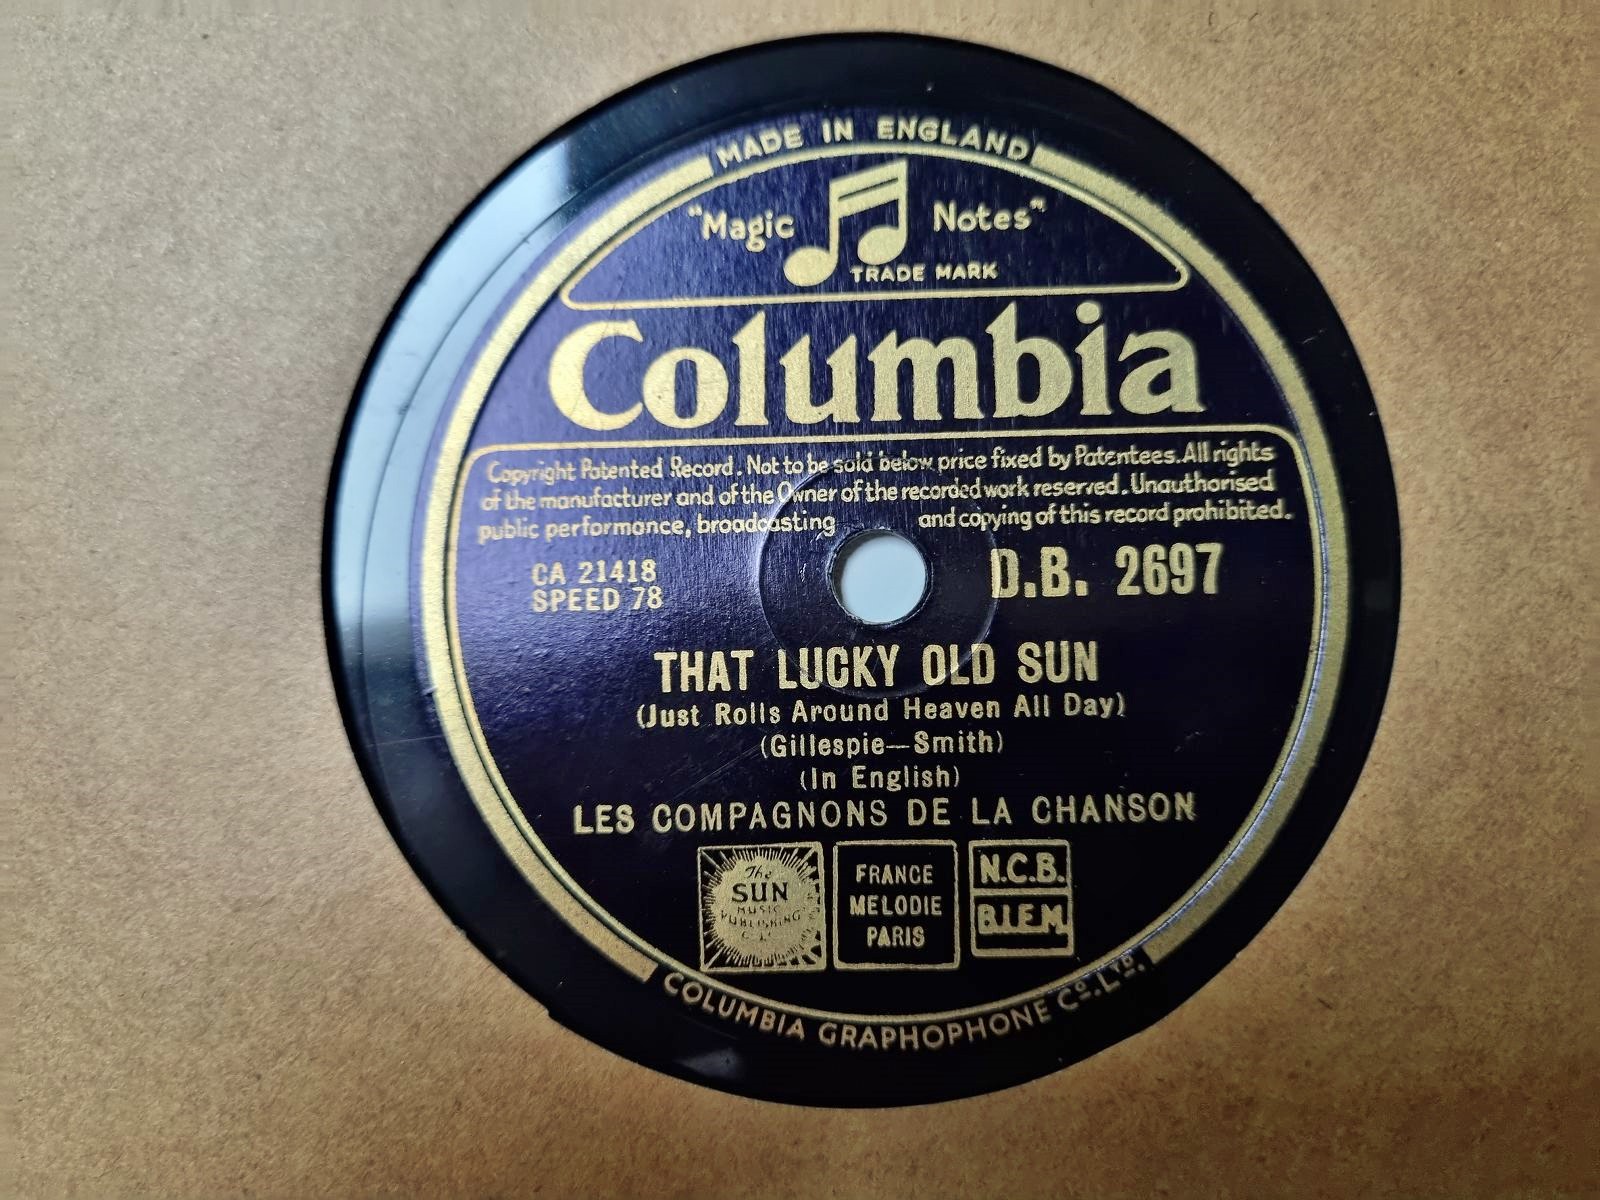 MADE IN ENGLAND
"Magic Notes"
TRADE MARK
Columbia
Copyright Patented Record. Not to be sold below price fixed by Patentees. All rights
of the manufacturer and of the Owner of the recorded work reserved. Unauthorised
public performance, broadcasting and copying of this record prohibited.
CA 21418
SPEED 78
D.B. 2697
THAT LUCKY OLD SUN
(Just Rolls Around Heaven All Day)
(Gillespie—Smith)
(In English)
LES COMPAGNONS DE LA CHANSON
The
SUN
MUSIC
PUBLISHING
FRANCE
MELODIE
PARIS
N.C.B.
B.I.E.M.
COLUMBIA GRAPHOPHONE Co. LTD.